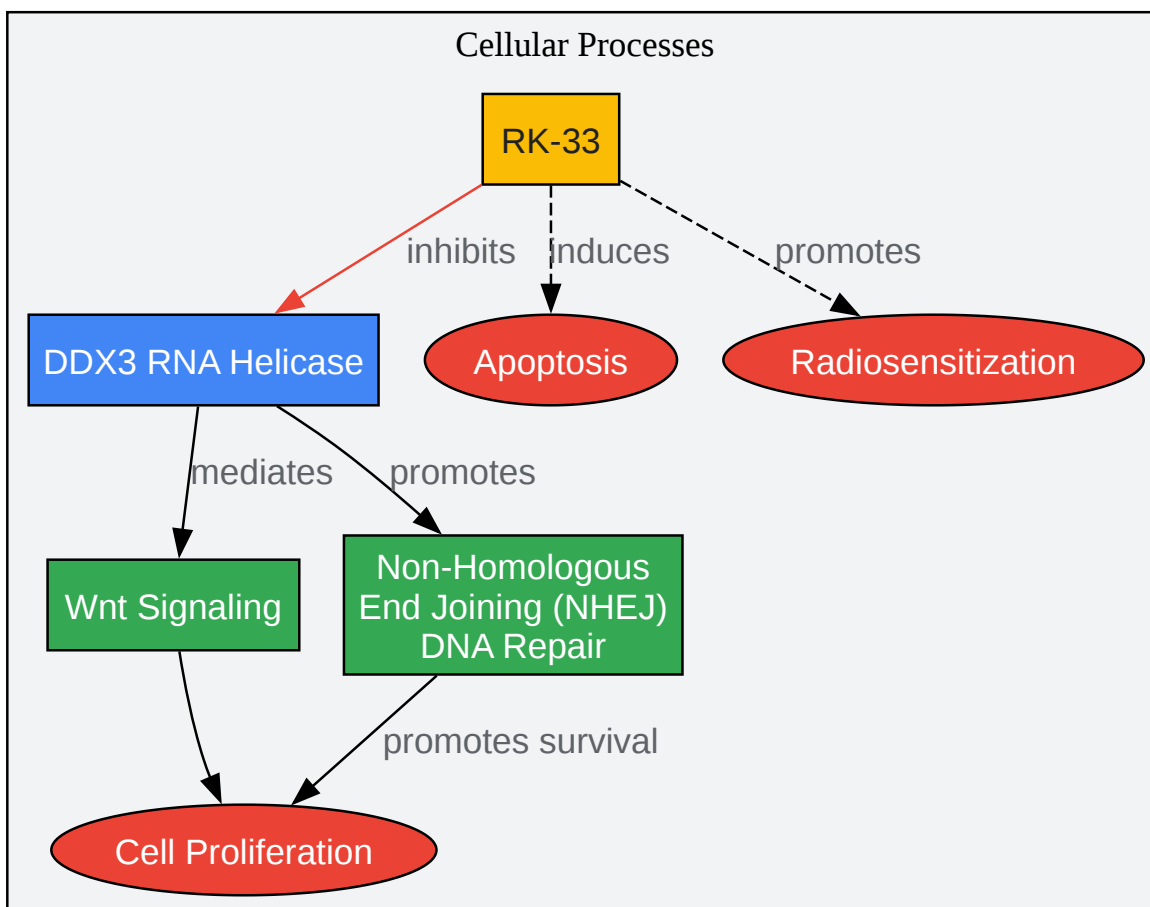 Cellular Processes
RK-33
inhibits
induces
promotes
DDX3 RNA Helicase
Apoptosis
Radiosensitization
mediates
promotes
Wnt Signaling
Non-Homologous
End Joining (NHEJ)
DNA Repair
promotes survival
Cell Proliferation